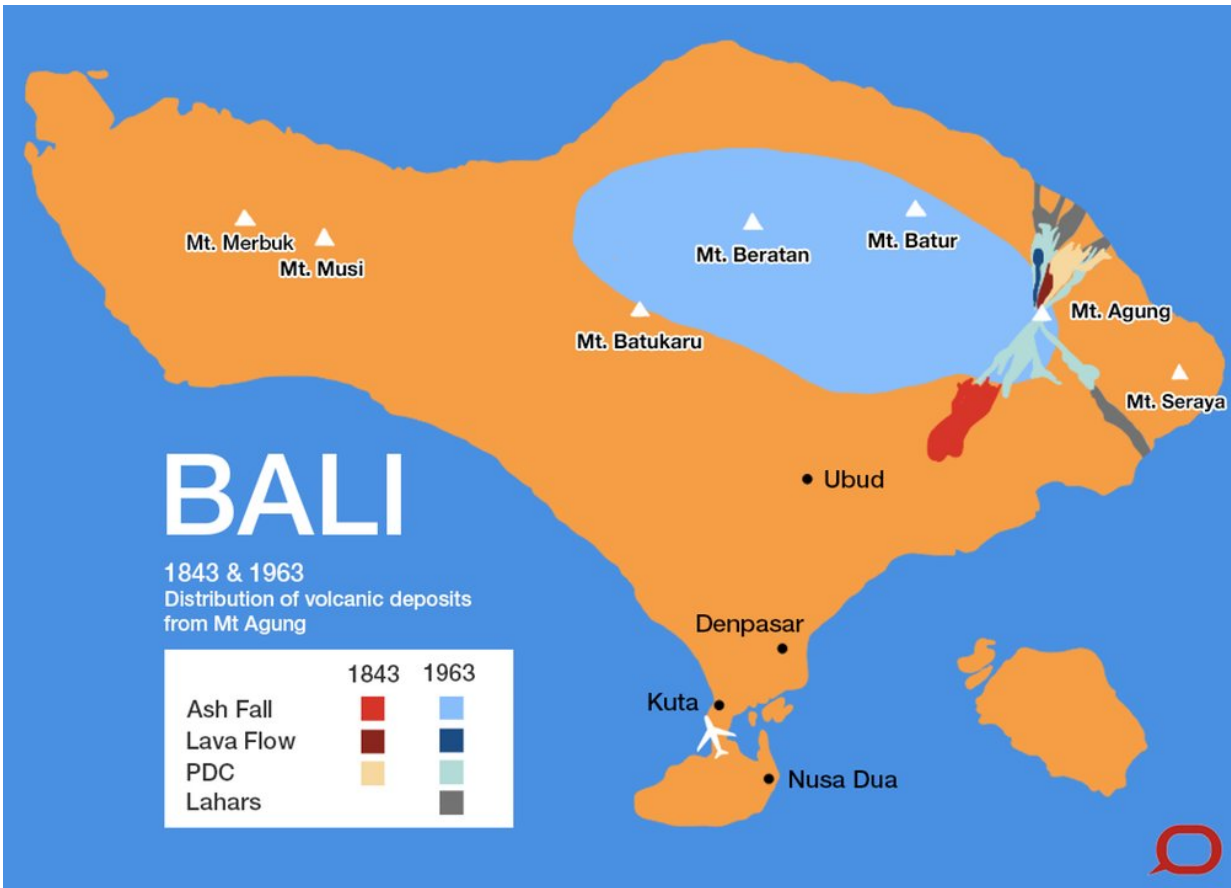 Mt. Merbuk
Mt. Musi
Mt. Beratan
Mt. Batur
Mt. Batukaru
Mt. Agung
Mt. Seraya
Ubud
BALI
1843 & 1963
Distribution of volcanic deposits
from Mt Agung
1843 1963
Ash Fall
Lava Flow
PDC
Lahars
Denpasar
Kuta
Nusa Dua